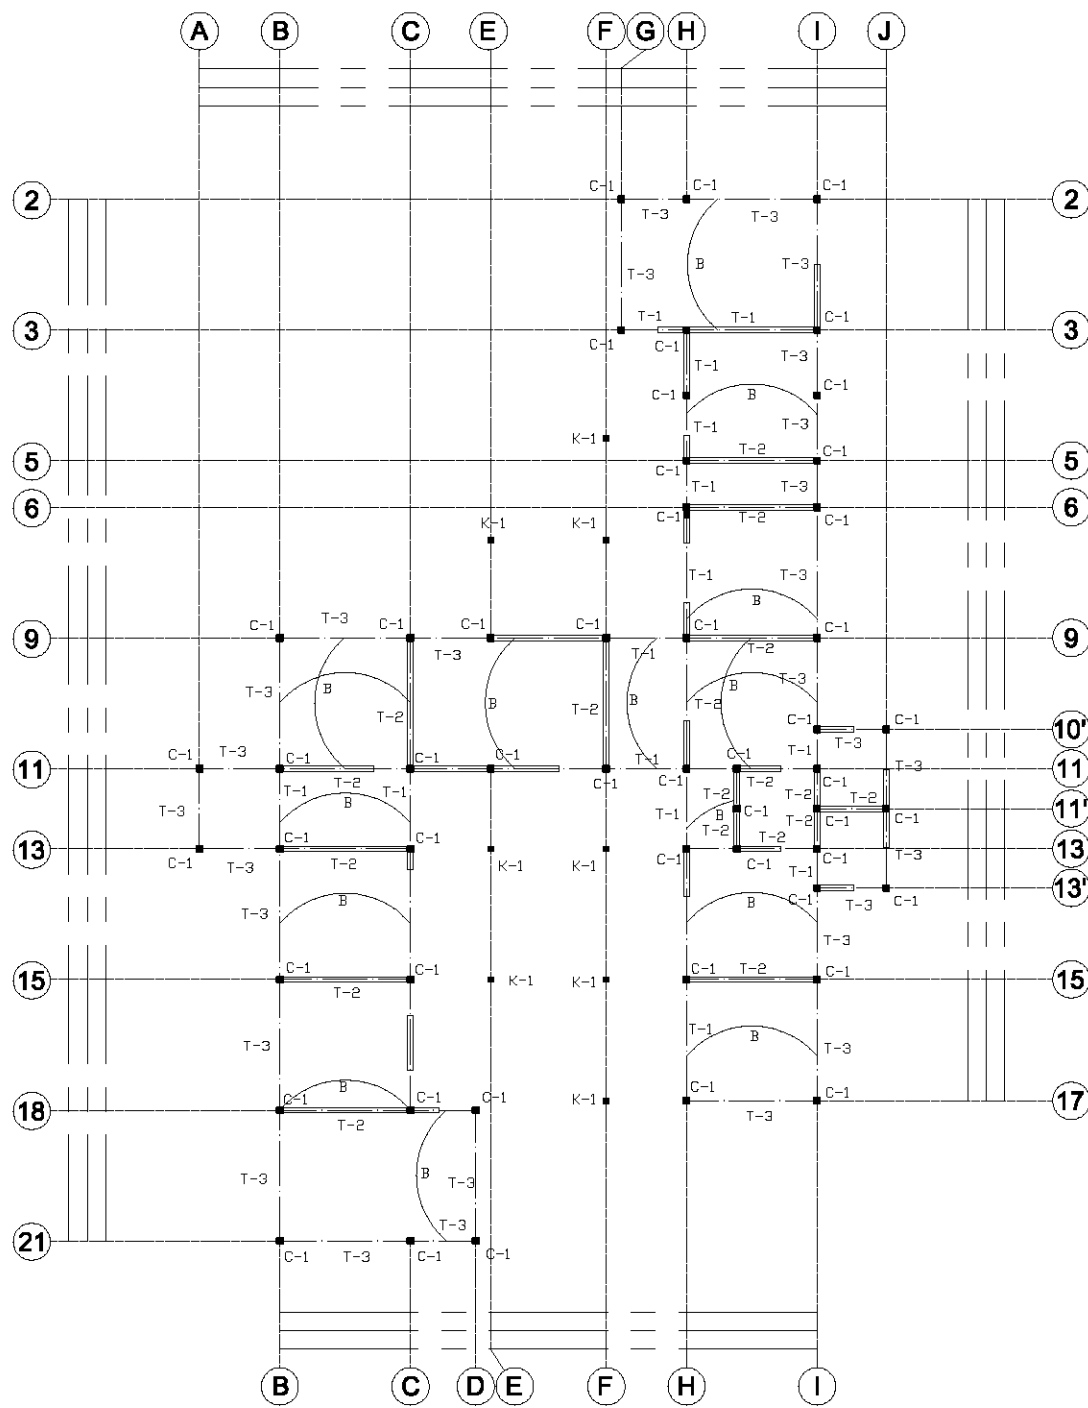 A B C E F G H I J
C-1 C-1 C-1
2 2
T-3 T-3
T-3 B T-3
T-1 T-1 C-1
3 3
C-1 C-1
T-1 T-3
C-1 B C-1
T-1 T-3
K-1 T-2
5 5
C-1 C-1
T-1 T-3
6 6
C-1 T-2 C-1
K-1 K-1
T-1 T-3
B
T-3
C-1 C-1 C-1 C-1 C-1 C-1
9 9
T-3 T-1 T-2
T-3 B T-2 B T-2 B T-2 B T-3
C-1 C-1
10'
T-3
C-1 T-3 C-1 C-1 C-1 T-1 C-1 T-1
11 11
T-2 C-1 C-1 T-2 C-1 T-3
T-3 T-1 B T-1 T-1 B T-2 C-1 T-2 T-2
11'
C-1 C-1
C-1 C-1 T-2 T-2 T-2
13 13
C-1 T-3 T-2 K-1 K-1 C-1 C-1 C-1 T-3
T-1
13'
C-1 T-3 C-1
T-3 B B T-3
C-1 C-1 C-1 T-2 C-1
15 15
T-2 K-1 K-1
T-3 T-1 B T-3
B
C-1 C-1 C-1 K-1 C-1 C-1
18 17
T-2 T-3
T-3 B T-3
T-3
21
C-1 T-3 C-1 C-1
B C D E F H I